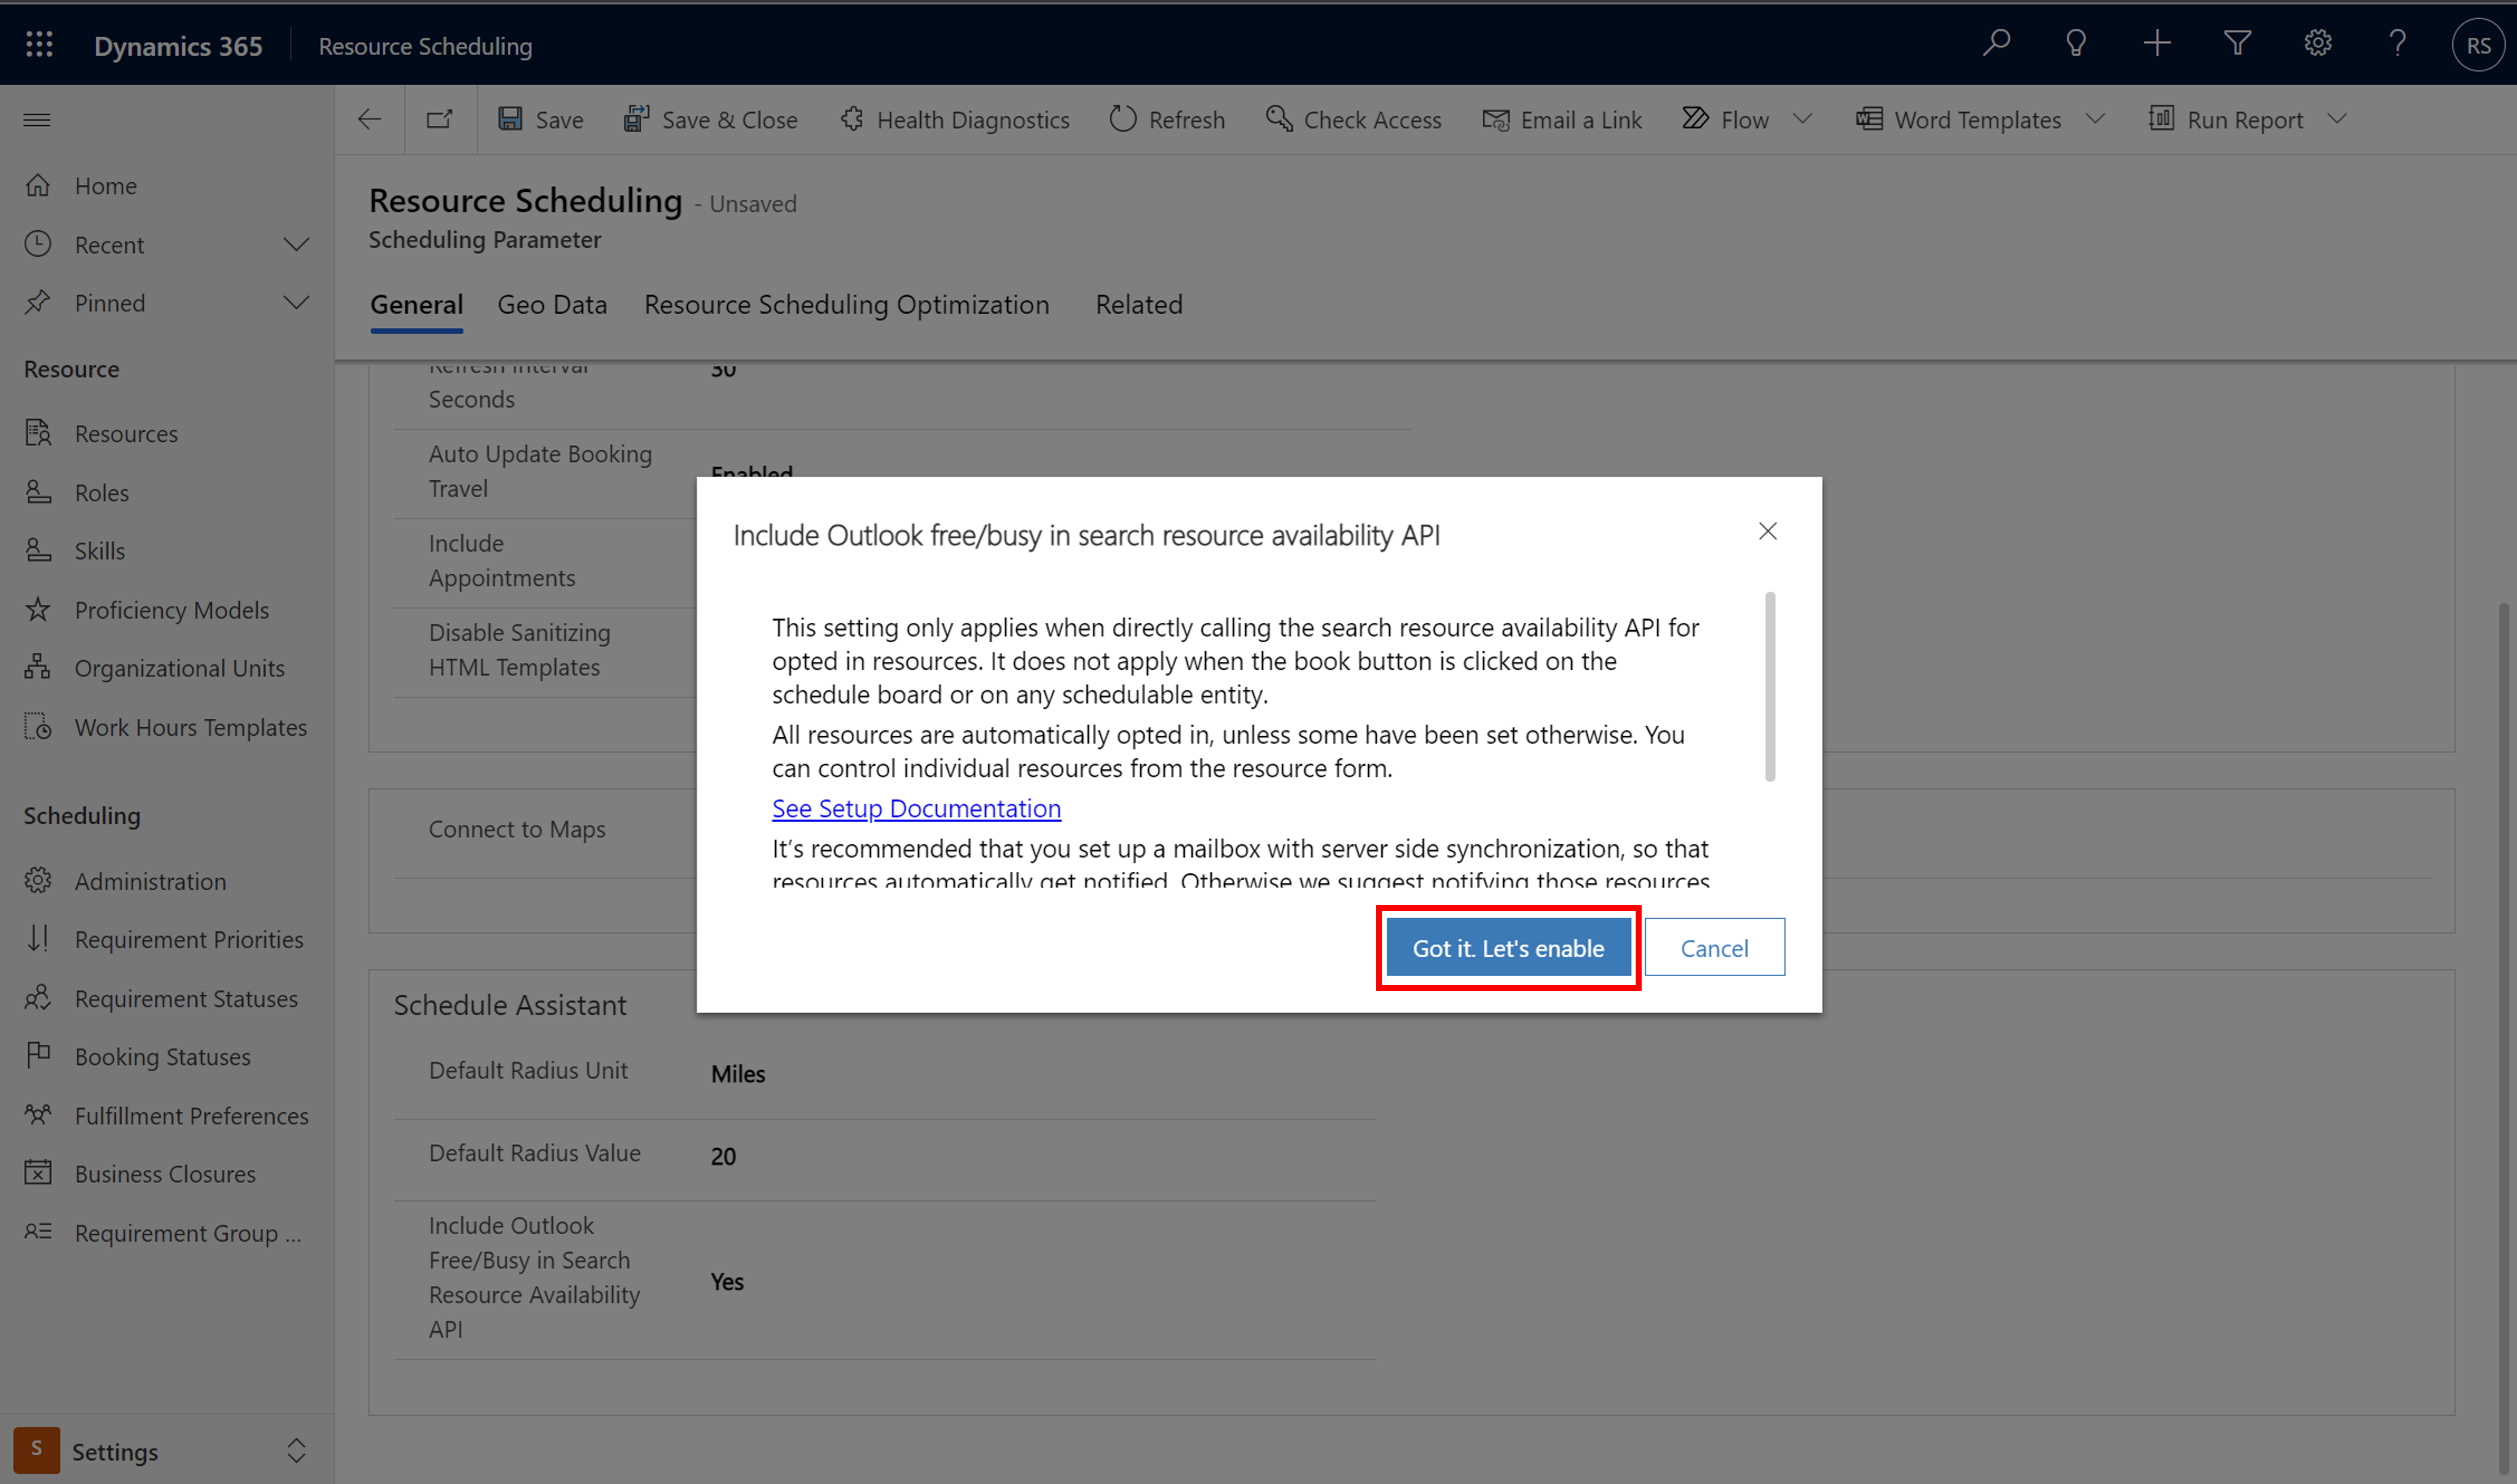 Dynamics 365
Resource Scheduling
RS
Save
Save & Close
Health Diagnostics
Refresh
Check Access
Email a Link
Flow
Word Templates
Run Report
Home
Recent
Pinned
Resource
Resources
Roles
Skills
Proficiency Models
Organizational Units
Work Hours Templates
Scheduling
Administration
Requirement Priorities
Requirement Statuses
Booking Statuses
Fulfillment Preferences
Business Closures
Requirement Group ...
S
Settings
Resource Scheduling - Unsaved
Scheduling Parameter
General
Geo Data
Resource Scheduling Optimization
Related
Refresh Interval
Seconds
30
Auto Update Booking
Travel
Enabled
Include
Appointments
Disable Sanitizing
HTML Templates
Connect to Maps
Schedule Assistant
Default Radius Unit
Miles
Default Radius Value
20
Include Outlook
Free/Busy in Search
Resource Availability
API
Yes
Include Outlook free/busy in search resource availability API
This setting only applies when directly calling the search resource availability API for
opted in resources. It does not apply when the book button is clicked on the
schedule board or on any schedulable entity.
All resources are automatically opted in, unless some have been set otherwise. You
can control individual resources from the resource form.
See Setup Documentation
It’s recommended that you set up a mailbox with server side synchronization, so that
resources automatically get notified. Otherwise we suggest notifying those resources
Got it. Let's enable
Cancel